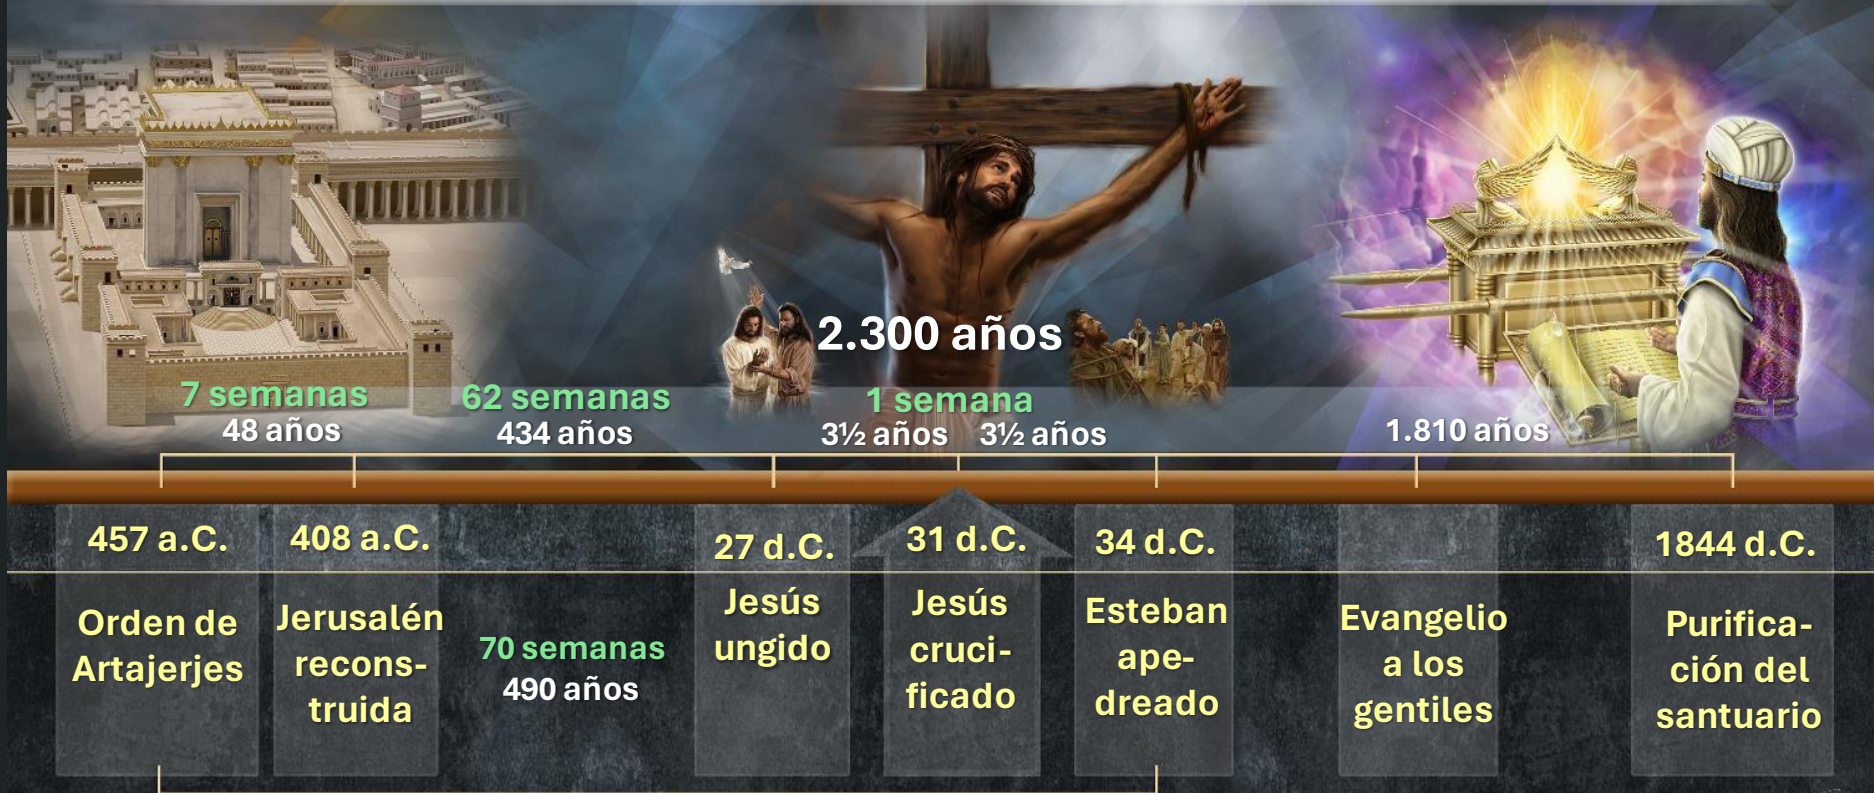 2.300 años
7 semanas
48 años
62 semanas
434 años
1 semana
3½ años 3½ años
1.810 años
457 a.C.
Orden de
Artajerjes
408 a.C.
Jerusalén
recons-
truida
70 semanas
490 años
27 d.C.
Jesús
ungido
31 d.C.
Jesús
cruci-
ficado
34 d.C.
Esteban
ape-
dreado
Evangelio
a los
gentiles
1844 d.C.
Purifica-
ción del
santuario